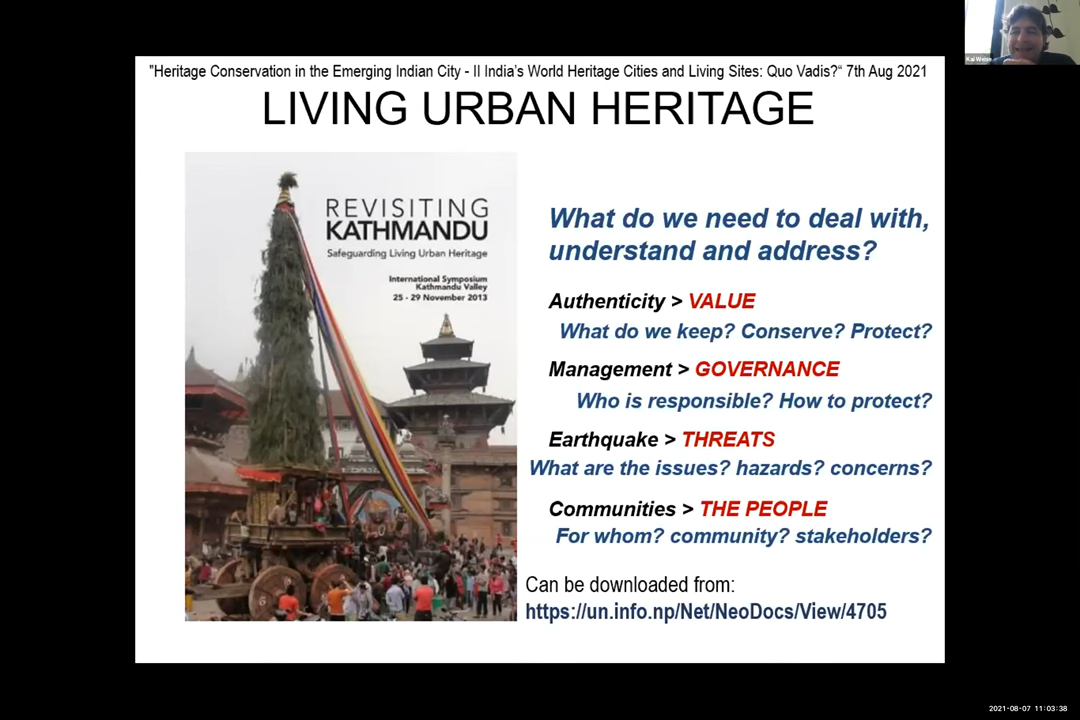 Kai Weise
"Heritage Conservation in the Emerging Indian City - II India's World Heritage Cities and Living Sites: Quo Vadis?" 7th Aug 2021
LIVING URBAN HERITAGE
REVISITING
KATHMANDU
Safeguarding Living Urban Heritage
International Symposium
Kathmandu Valley
25 - 29 November 2013
What do we need to deal with,
understand and address?
Authenticity > VALUE
What do we keep? Conserve? Protect?
Management > GOVERNANCE
Who is responsible? How to protect?
Earthquake > THREATS
What are the issues? hazards? concerns?
Communities > THE PEOPLE
For whom? community? stakeholders?
Can be downloaded from:
https://un.info.np/Net/NeoDocs/View/4705
2021-08-07 11:03:38